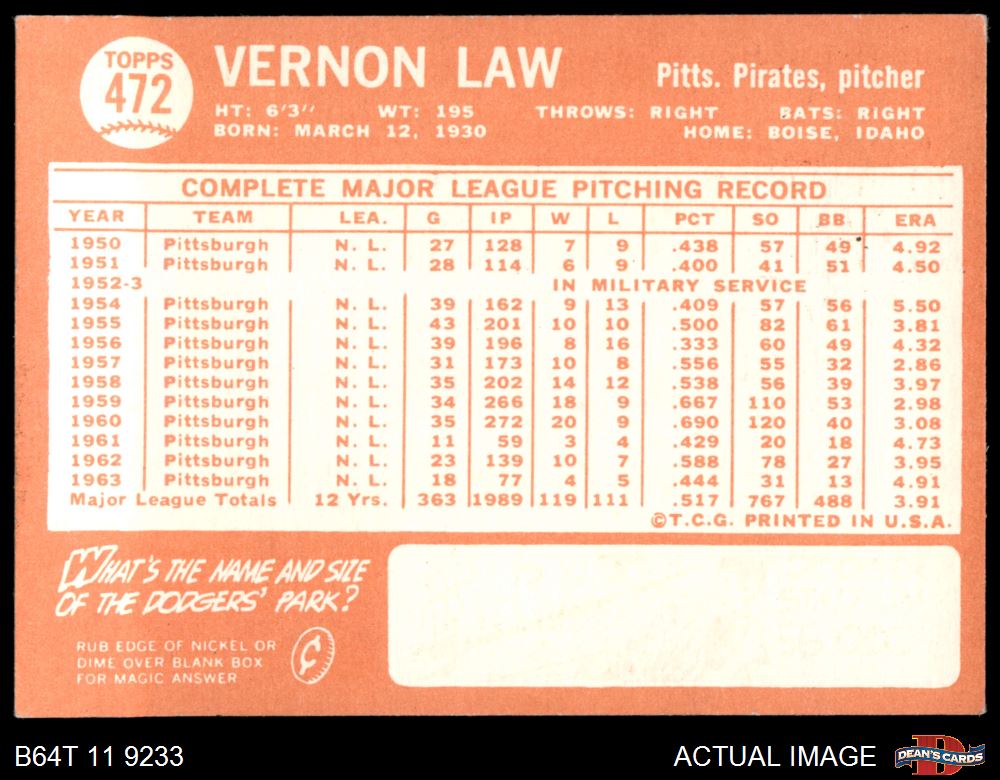 TOPPS
472
VERNON LAW
Pitts. Pirates, pitcher
HT: 6'3" WT: 195 THROWS: RIGHT BATS: RIGHT
BORN: MARCH 12, 1930 HOME: BOISE, IDAHO
COMPLETE MAJOR LEAGUE PITCHING RECORD
YEAR TEAM LEA. G IP W L PCT SO BB ERA
1950 Pittsburgh N. L. 27 128 7 9 .438 57 49 4.92
1951 Pittsburgh N. L. 28 114 6 9 .400 41 51 4.50
1952-3 IN MILITARY SERVICE
1954 Pittsburgh N. L. 39 162 9 13 .409 57 56 5.50
1955 Pittsburgh N. L. 43 201 10 10 .500 82 61 3.81
1956 Pittsburgh N. L. 39 196 8 16 .333 60 49 4.32
1957 Pittsburgh N. L. 31 173 10 8 .556 55 32 2.86
1958 Pittsburgh N. L. 35 202 14 12 .538 56 39 3.97
1959 Pittsburgh N. L. 34 266 18 9 .667 110 53 2.98
1960 Pittsburgh N. L. 35 272 20 9 .690 120 40 3.08
1961 Pittsburgh N. L. 11 59 3 4 .429 20 18 4.73
1962 Pittsburgh N. L. 23 139 10 7 .588 78 27 3.95
1963 Pittsburgh N. L. 18 77 4 5 .444 31 13 4.91
Major League Totals 12 Yrs. 363 1989 119 111 .517 767 488 3.91
©T.C.G. PRINTED IN U.S.A.
WHAT'S THE NAME AND SIZE
OF THE DODGERS' PARK?
RUB EDGE OF NICKEL OR
DIME OVER BLANK BOX
FOR MAGIC ANSWER
¢
B64T 11 9233
ACTUAL IMAGE
DEAN'S CARDS